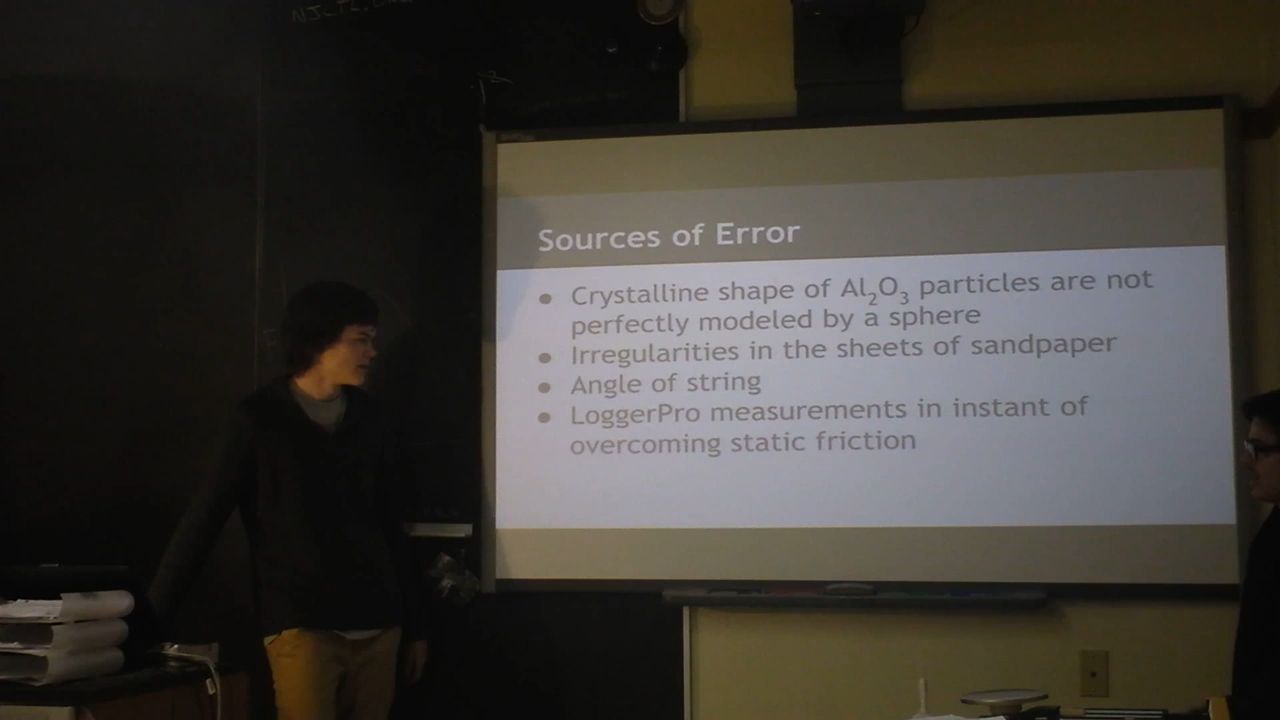 Sources of Error
● Crystalline shape of Al₂O₃ particles are not
perfectly modeled by a sphere
● Irregularities in the sheets of sandpaper
● Angle of string
● LoggerPro measurements in instant of
overcoming static friction